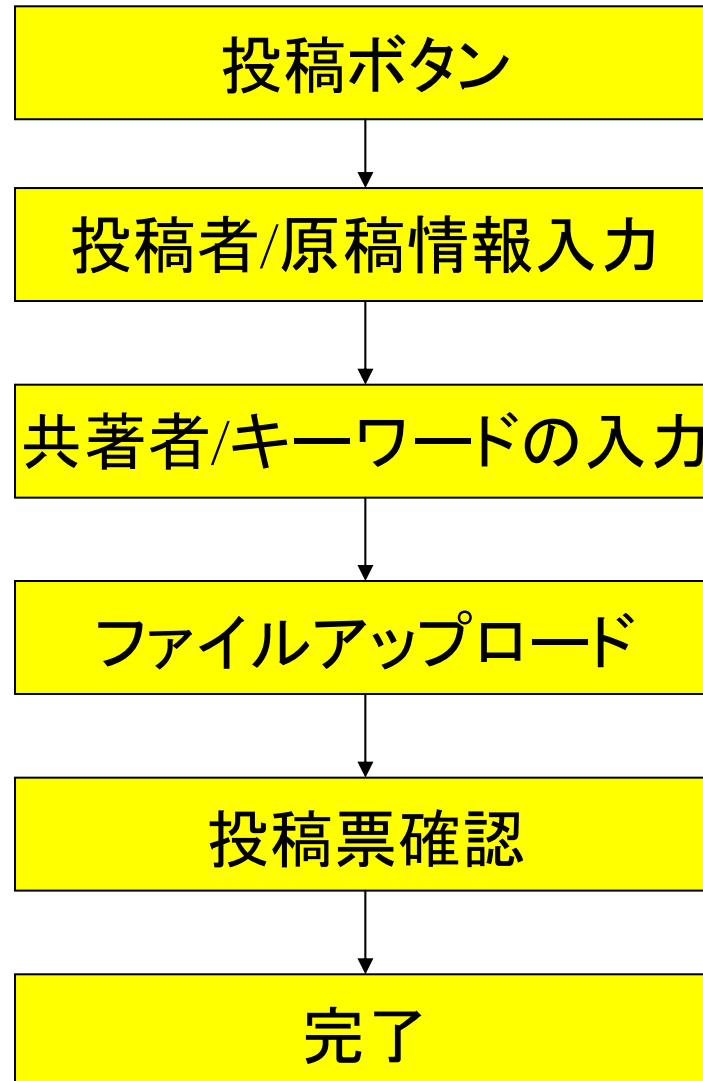 投稿ボタン
投稿者/原稿情報入力
共著者/キーワードの入力
ファイルアップロード
投稿票確認
完了